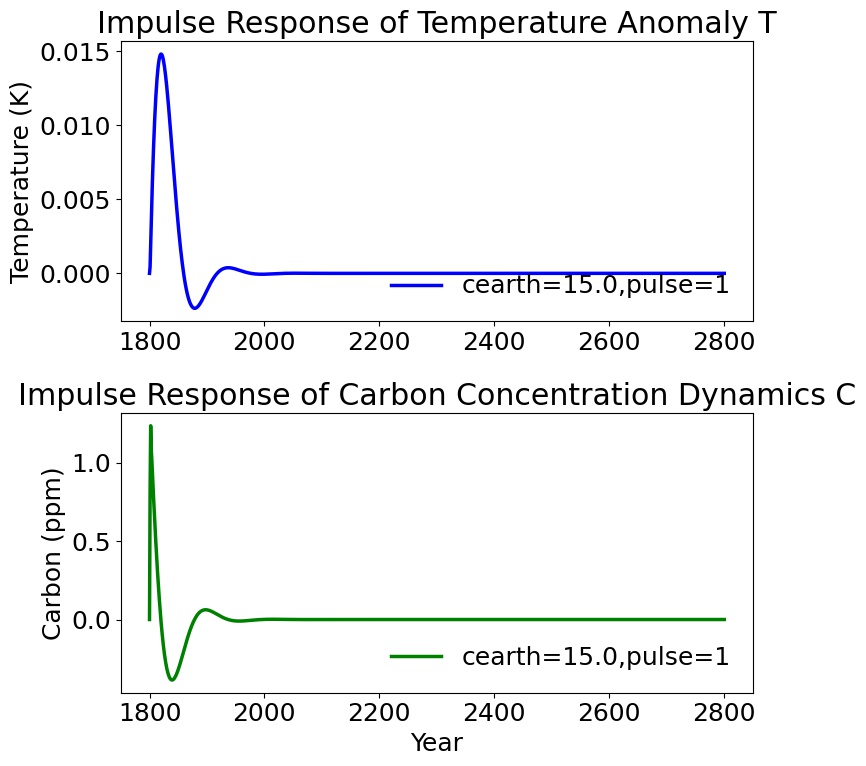 Impulse Response of Temperature Anomaly T
0.015
0.010
0.005
0.000
Temperature (K)
cearth=15.0,pulse=1
1800 2000 2200 2400 2600 2800
Impulse Response of Carbon Concentration Dynamics C
1.0
0.5
0.0
Carbon (ppm)
cearth=15.0,pulse=1
1800 2000 2200 2400 2600 2800
Year